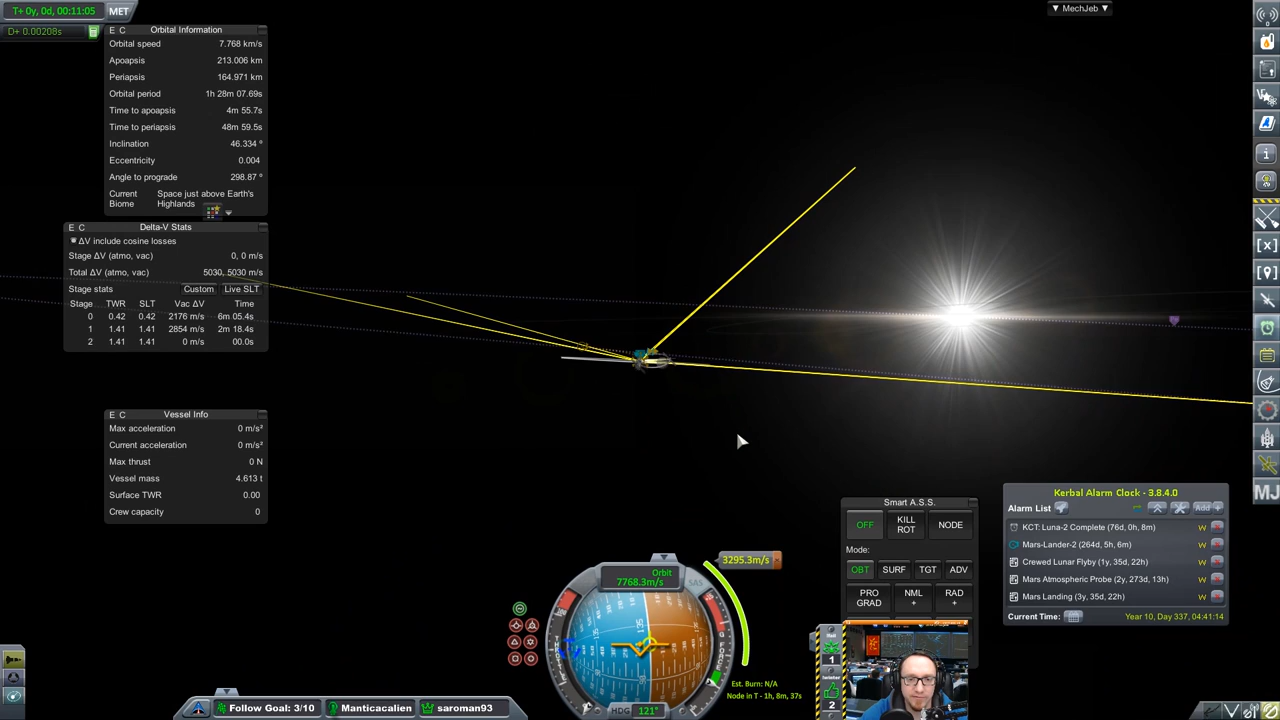 T+ 0y, 0d, 00:11:05 MET
▼ MechJeb ▼
D+ 0.00208s
E C Orbital Information
Orbital speed 7.768 km/s
Apoapsis 213.006 km
Periapsis 164.971 km
Orbital period 1h 28m 07.69s
Time to apoapsis 4m 55.7s
Time to periapsis 48m 59.5s
Inclination 46.334 º
Eccentricity 0.004
Angle to prograde 298.87 º
Current Biome Space just above Earth's Highlands
E C Delta-V Stats
ΔV include cosine losses
Stage ΔV (atmo, vac) 0, 0 m/s
Total ΔV (atmo, vac) 5030, 5030 m/s
Stage stats Custom Live SLT
Stage TWR SLT Vac ΔV Time
0 0.42 0.42 2176 m/s 6m 05.4s
1 1.41 1.41 2854 m/s 2m 18.4s
2 1.41 1.41 0 m/s 00.0s
E C Vessel Info
Max acceleration 0 m/s²
Current acceleration 0 m/s²
Max thrust 0 N
Vessel mass 4.613 t
Surface TWR 0.00
Crew capacity 0
3295.3m/s
Orbit
7768.3m/s
SAS
HDG 121°
Est. Burn: N/A
Node in T - 1h, 8m, 37s
Smart A.S.S.
OFF KILL ROT NODE
Mode:
OBT SURF TGT ADV
PRO GRAD NML + RAD +
Kerbal Alarm Clock - 3.8.4.0
Alarm List Add +
KCT: Luna-2 Complete (76d, 0h, 8m) W
Mars-Lander-2 (264d, 5h, 6m) W
Crewed Lunar Flyby (1y, 35d, 22h) W
Mars Atmospheric Probe (2y, 273d, 13h) W
Mars Landing (3y, 35d, 22h) W
Current Time: Year 10, Day 337, 04:41:14
MJ
1
2
Follow Goal: 3/10 Manticacalien saroman93